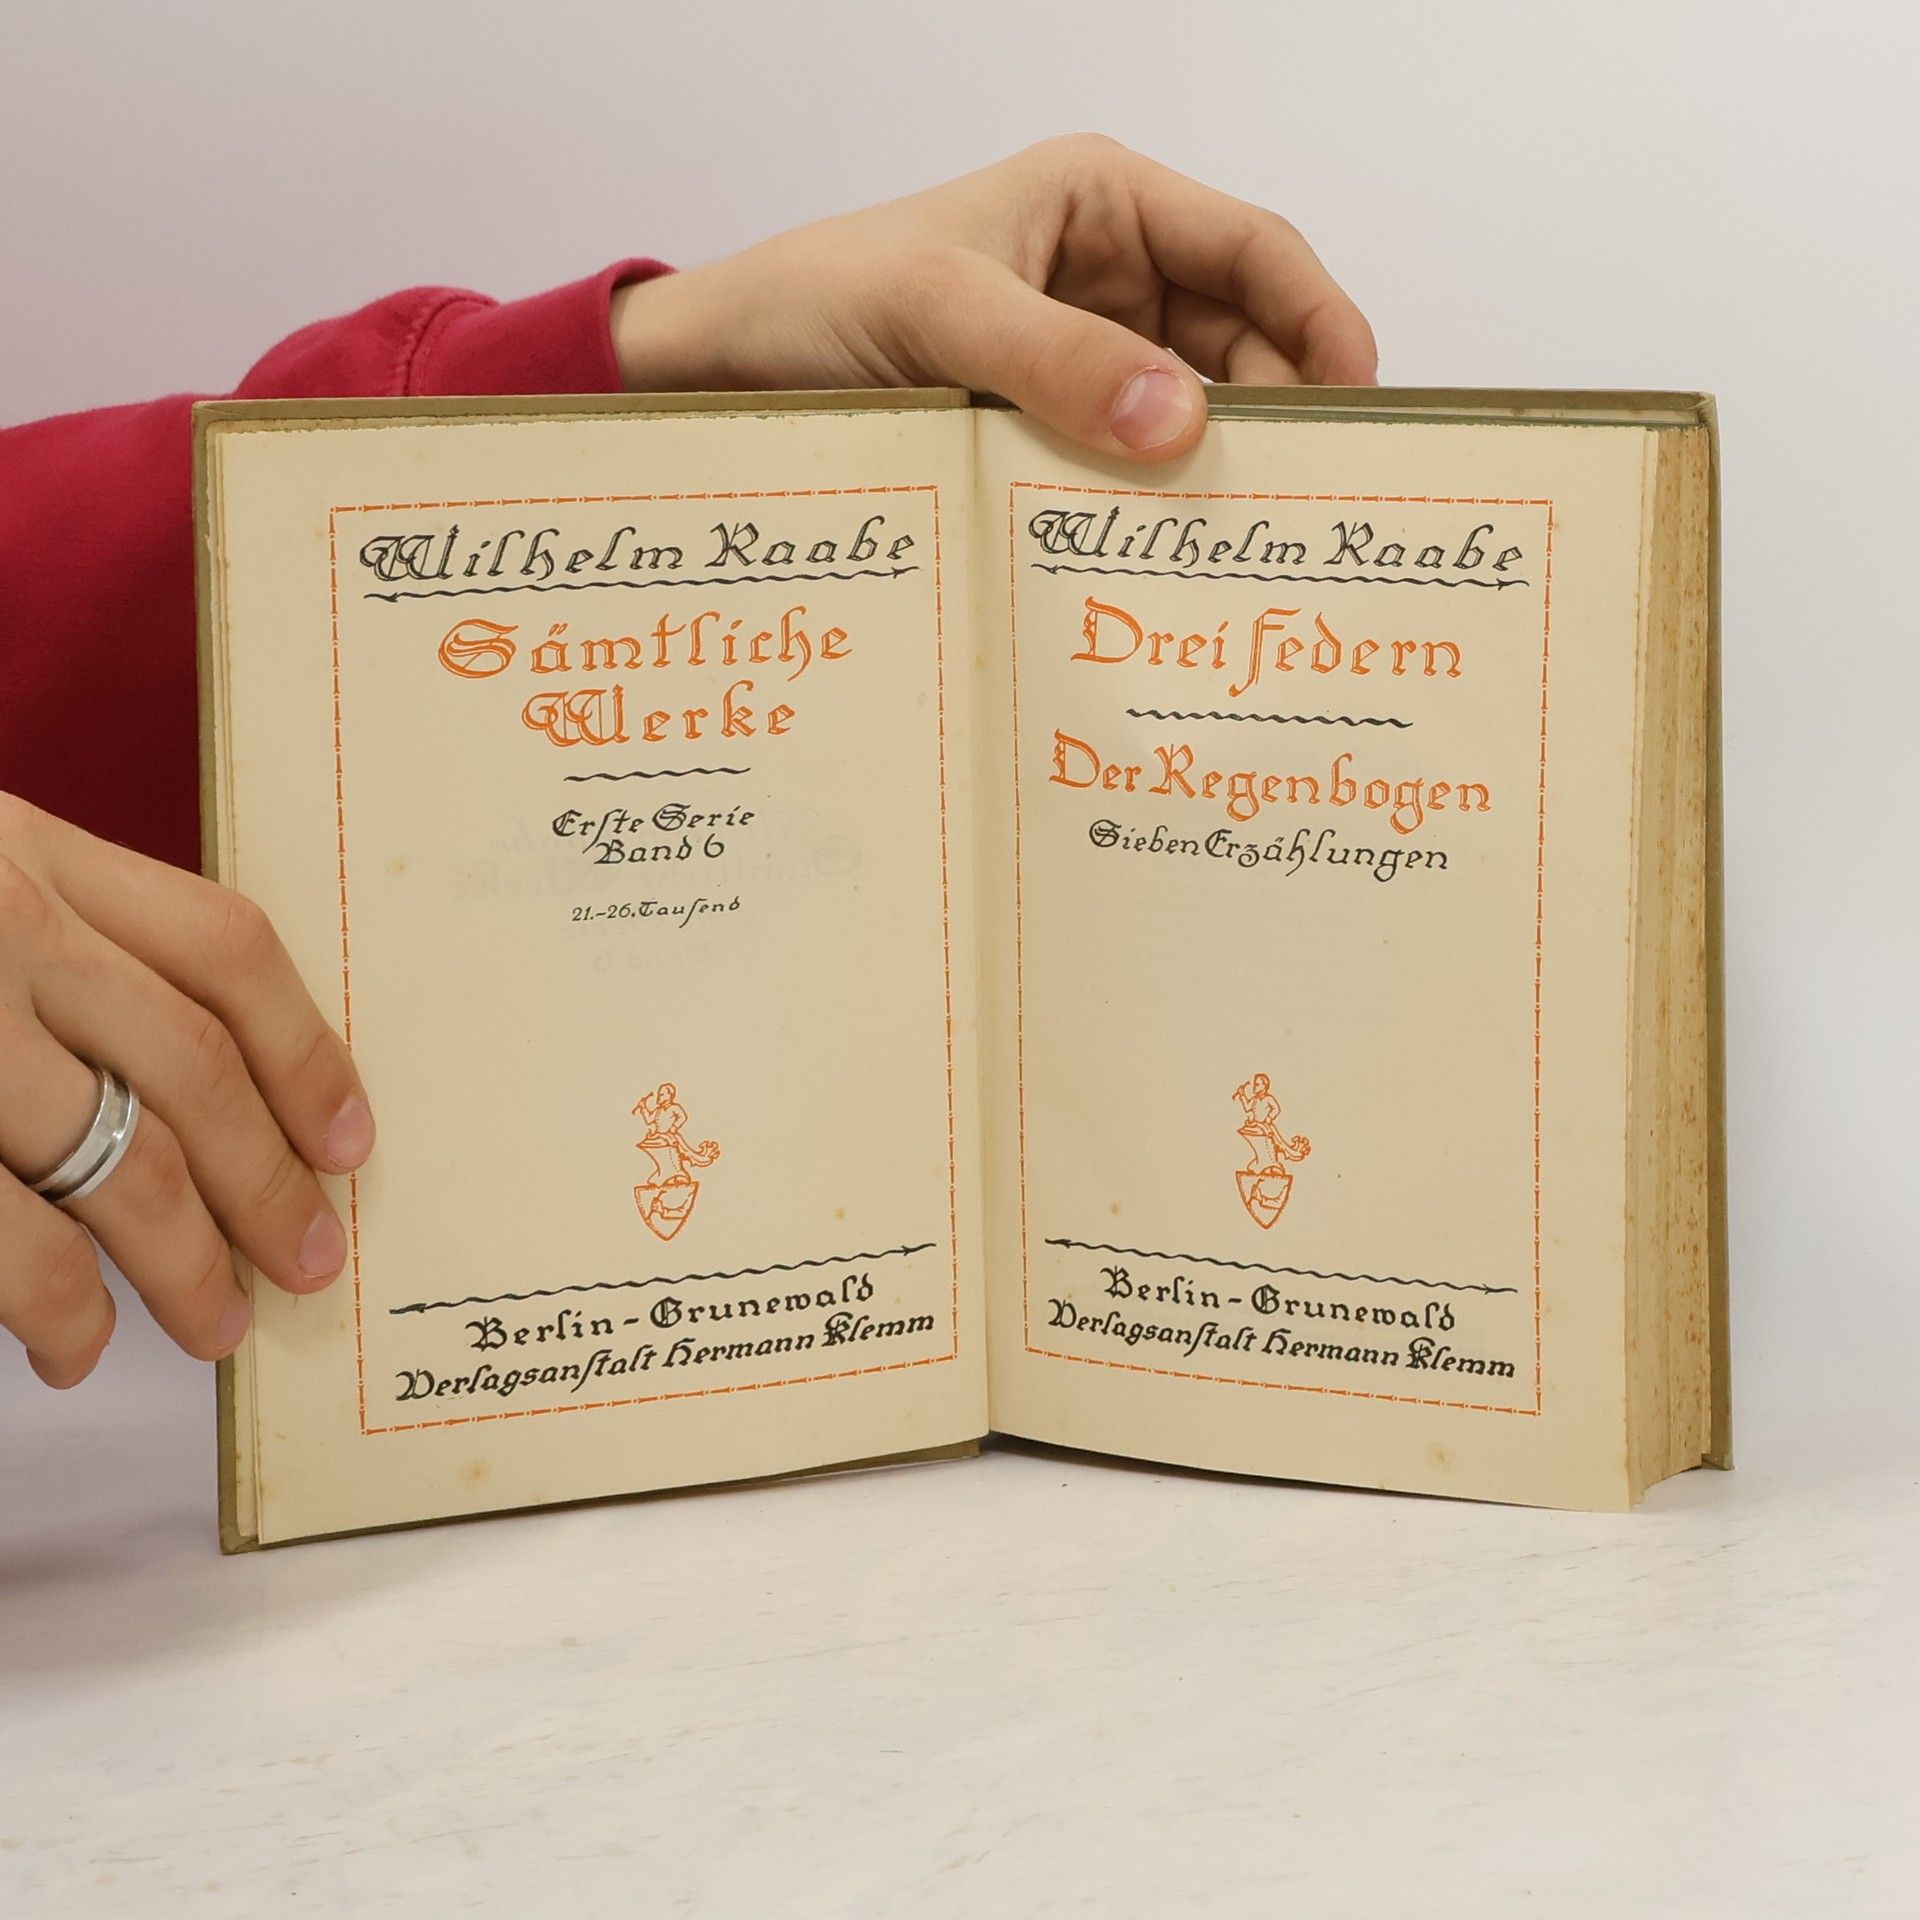 Wilhelm Raabe
Sämtliche
Werke
Erste Serie
Band 6
21.-26. Tausend
Berlin-Grunewald
Verlagsanstalt Hermann Klemm
Wilhelm Raabe
Drei Federn
Der Regenbogen
Sieben Erzählungen
Berlin-Grunewald
Verlagsanstalt Hermann Klemm